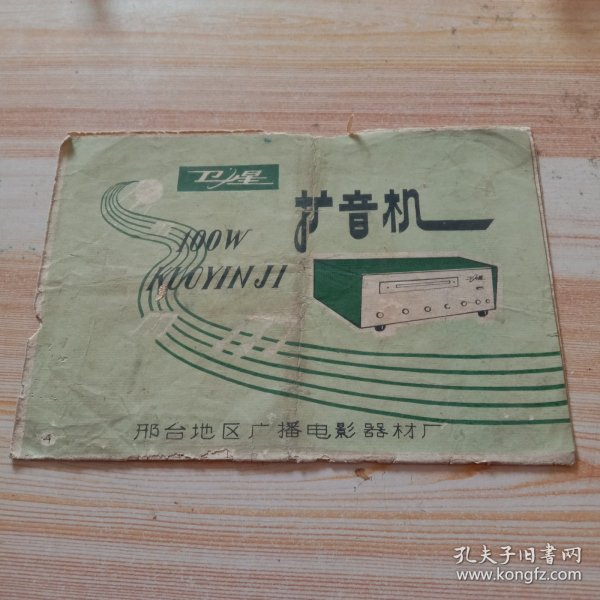 卫星
扩音机
100W
KUOYINJI
邢台地区广播电影器材厂
4
孔夫子旧书网
www.kongfz.com